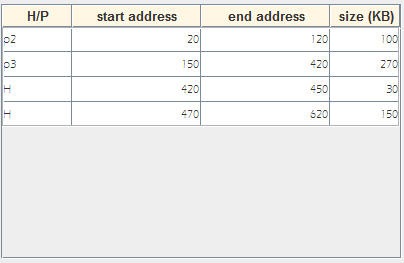 H/P start address end address size (KB)
p2 20 120 100
p3 150 420 270
H 420 450 30
H 470 620 150